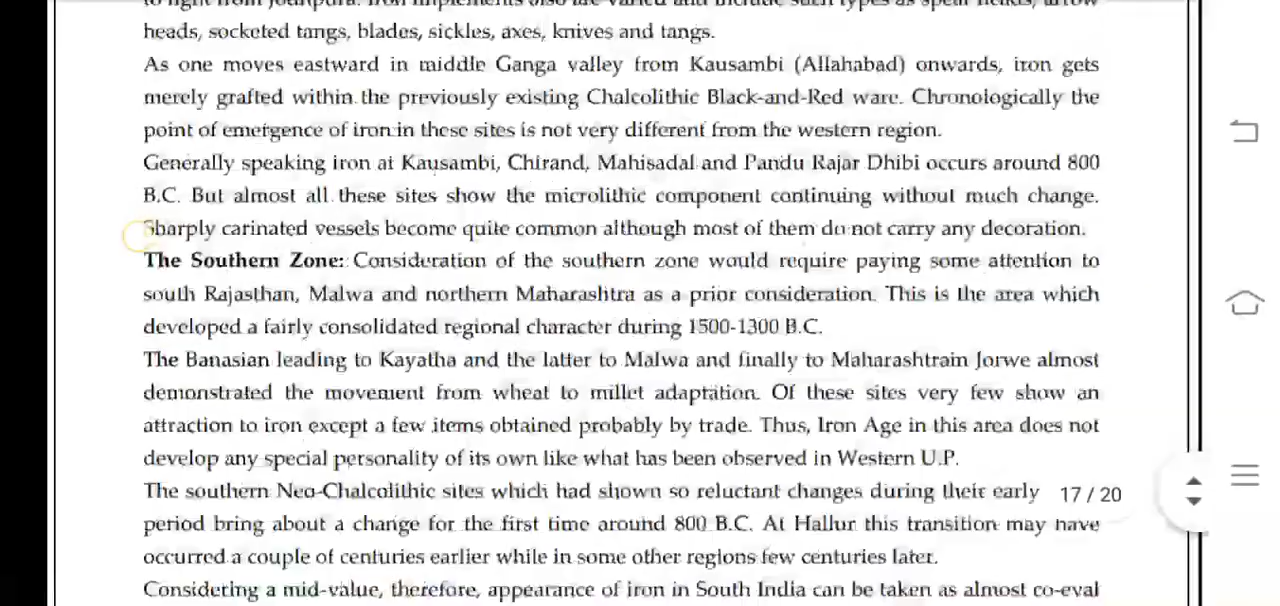 heads, socketed tangs, blades, sickles, axes, knives and tangs.
As one moves eastward in middle Ganga valley from Kausambi (Allahabad) onwards, iron gets
merely grafted within the previously existing Chalcolithic Black-and-Red ware. Chronologically the
point of emergence of iron in these sites is not very different from the western region.
Generally speaking iron at Kausambi, Chirand, Mahisadal and Pandu Rajar Dhibi occurs around 800
B.C. But almost all these sites show the microlithic component continuing without much change.
Sharply carinated vessels become quite common although most of them do not carry any decoration.
The Southern Zone: Consideration of the southern zone would require paying some attention to
south Rajasthan, Malwa and northern Maharashtra as a prior consideration. This is the area which
developed a fairly consolidated regional character during 1500-1300 B.C.
The Banasian leading to Kayatha and the latter to Malwa and finally to Maharashtrain Jorwe almost
demonstrated the movement from wheat to millet adaptation. Of these sites very few show an
attraction to iron except a few items obtained probably by trade. Thus, Iron Age in this area does not
develop any special personality of its own like what has been observed in Western U.P.
The southern Neo-Chalcolithic sites which had shown so reluctant changes during their early
17 / 20
period bring about a change for the first time around 800 B.C. At Hallur this transition may have
occurred a couple of centuries earlier while in some other regions few centuries later.
Considering a mid-value, therefore, appearance of iron in South India can be taken as almost co-eval